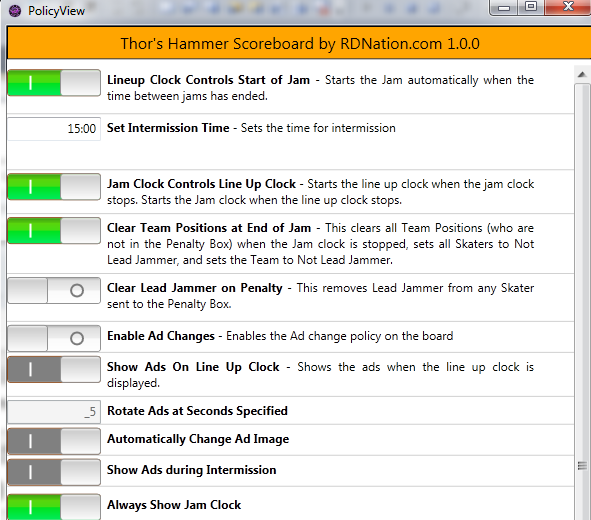 PolicyView
Thor's Hammer Scoreboard by RDNation.com 1.0.0
Lineup Clock Controls Start of Jam - Starts the Jam automatically when the
time between jams has ended.
15:00 Set Intermission Time - Sets the time for intermission
Jam Clock Controls Line Up Clock - Starts the line up clock when the jam clock
stops. Starts the Jam clock when the line up clock stops.
Clear Team Positions at End of Jam - This clears all Team Positions (who are
not in the Penalty Box) when the Jam clock is stopped, sets all Skaters to Not
Lead Jammer, and sets the Team to Not Lead Jammer.
Clear Lead Jammer on Penalty - This removes Lead Jammer from any Skater
sent to the Penalty Box.
Enable Ad Changes - Enables the Ad change policy on the board
Show Ads On Line Up Clock - Shows the ads when the line up clock is
displayed.
_5 Rotate Ads at Seconds Specified
Automatically Change Ad Image
Show Ads during Intermission
Always Show Jam Clock